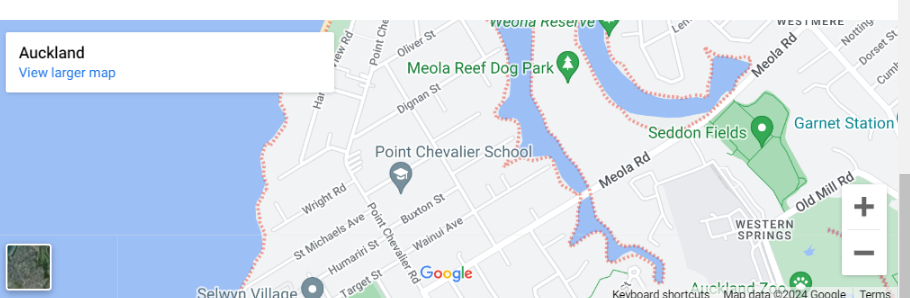 Auckland
View larger map
Weona Reserve
WESTMERE
Oliver St
Meola Rd
Dorset St
Meola Reef Dog Park
Dignan St
Seddon Fields
Garnet Station
Point Chevalier School
Meola Rd
Wright Rd
Old Mill Rd
Buxton St
Point Chevalier Rd
St Michaels Ave
Wainui Ave
WESTERN
SPRINGS
Humariri St
Target St
Google
Selwyn Village
Auckland Zoo
Keyboard shortcuts
Map data ©2024 Google
Terms